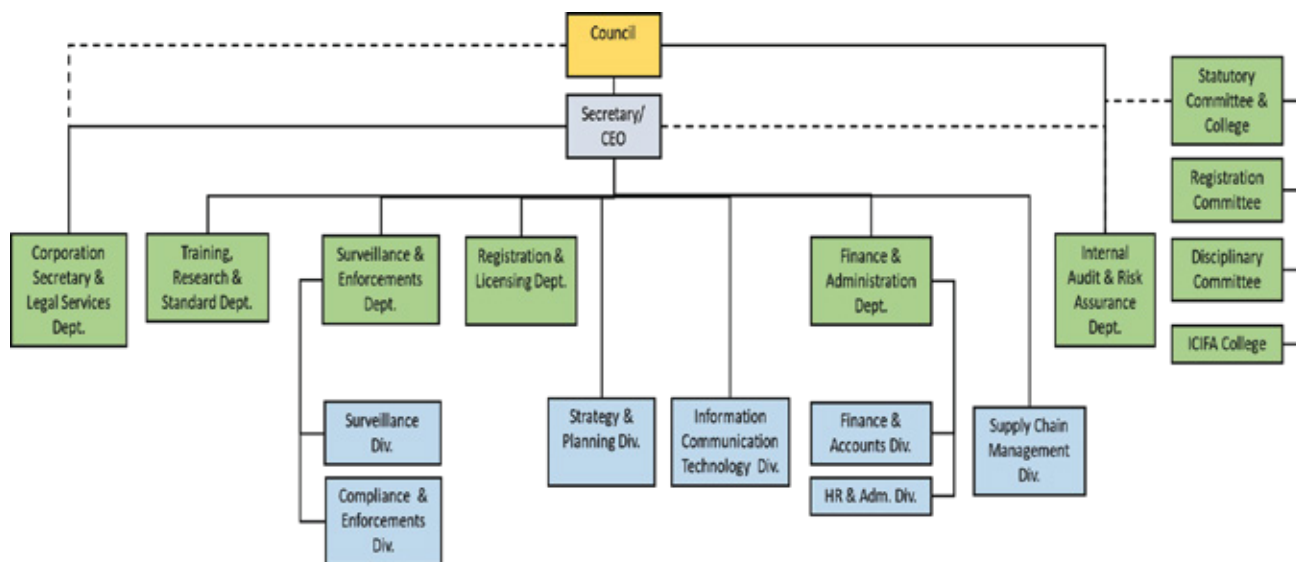 Council
Secretary/
CEO
Statutory
Committee &
College
Registration
Committee
Disciplinary
Committee
ICIFA College
Corporation
Secretary &
Legal Services
Dept.
Training,
Research &
Standard Dept.
Surveillance &
Enforcements
Dept.
Registration &
Licensing Dept.
Finance &
Administration
Dept.
Internal
Audit & Risk
Assurance
Dept.
Surveillance
Div.
Compliance &
Enforcements
Div.
Strategy &
Planning Div.
Information
Communication
Technology Div.
Finance &
Accounts Div.
HR & Adm. Div.
Supply Chain
Management
Div.